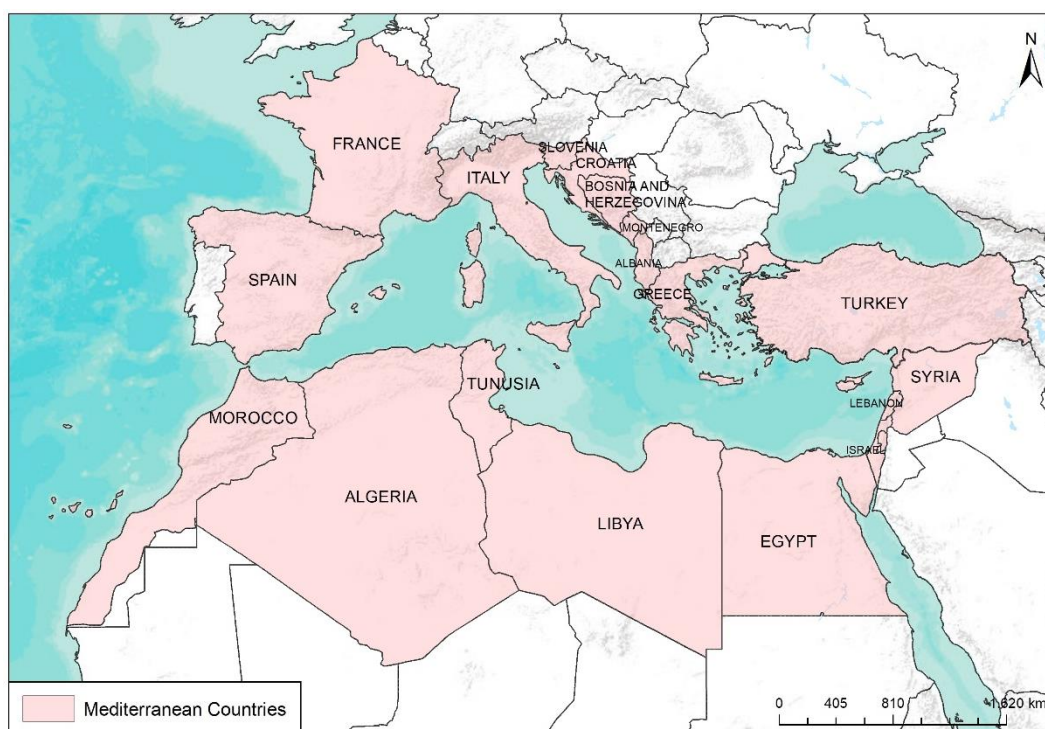 N
FRANCE
SLOVENIA
CROATIA
ITALY
BOSNIA AND
HERZEGOVINA
MONTENEGRO
SPAIN
ALBANIA
GREECE
TURKEY
TUNUSIA
SYRIA
LEBANON
MOROCCO
ISRAEL
ALGERIA
LIBYA
EGYPT
Mediterranean Countries
0 405 810 1,620 km